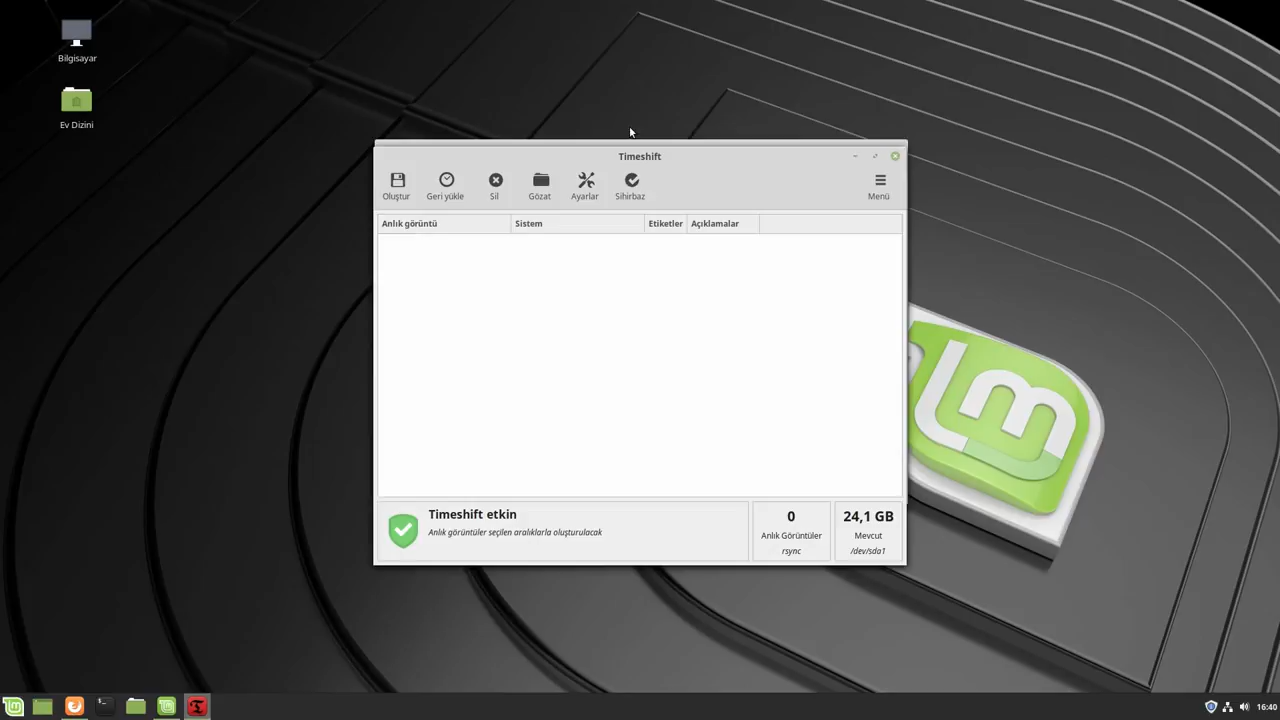 Bilgisayar
Ev Dizini
Timeshift
Oluştur Geri yükle Sil Gözat Ayarlar Sihirbaz Menü
Anlık görüntü Sistem Etiketler Açıklamalar
Timeshift etkin
Anlık görüntüler seçilen aralıklarla oluşturulacak
0
Anlık Görüntüler
rsync
24,1 GB
Mevcut
/dev/sda1
16:40